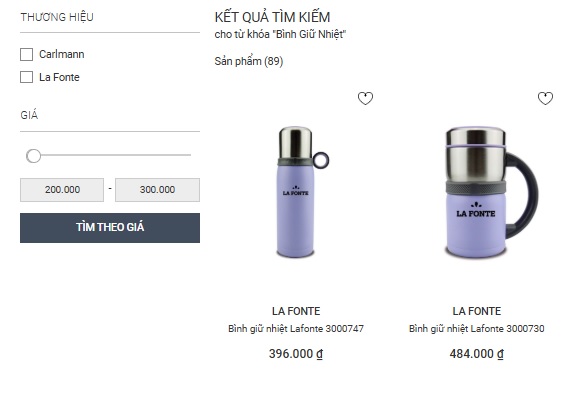 THƯƠNG HIỆU
Carlmann
La Fonte
GIÁ
200.000 - 300.000
TÌM THEO GIÁ
KẾT QUẢ TÌM KIẾM
cho từ khóa "Bình Giữ Nhiệt"
Sản phẩm (89)
LA FONTE
LA FONTE
LA FONTE
Bình giữ nhiệt Lafonte 3000747
396.000 ₫
LA FONTE
Bình giữ nhiệt Lafonte 3000730
484.000 ₫